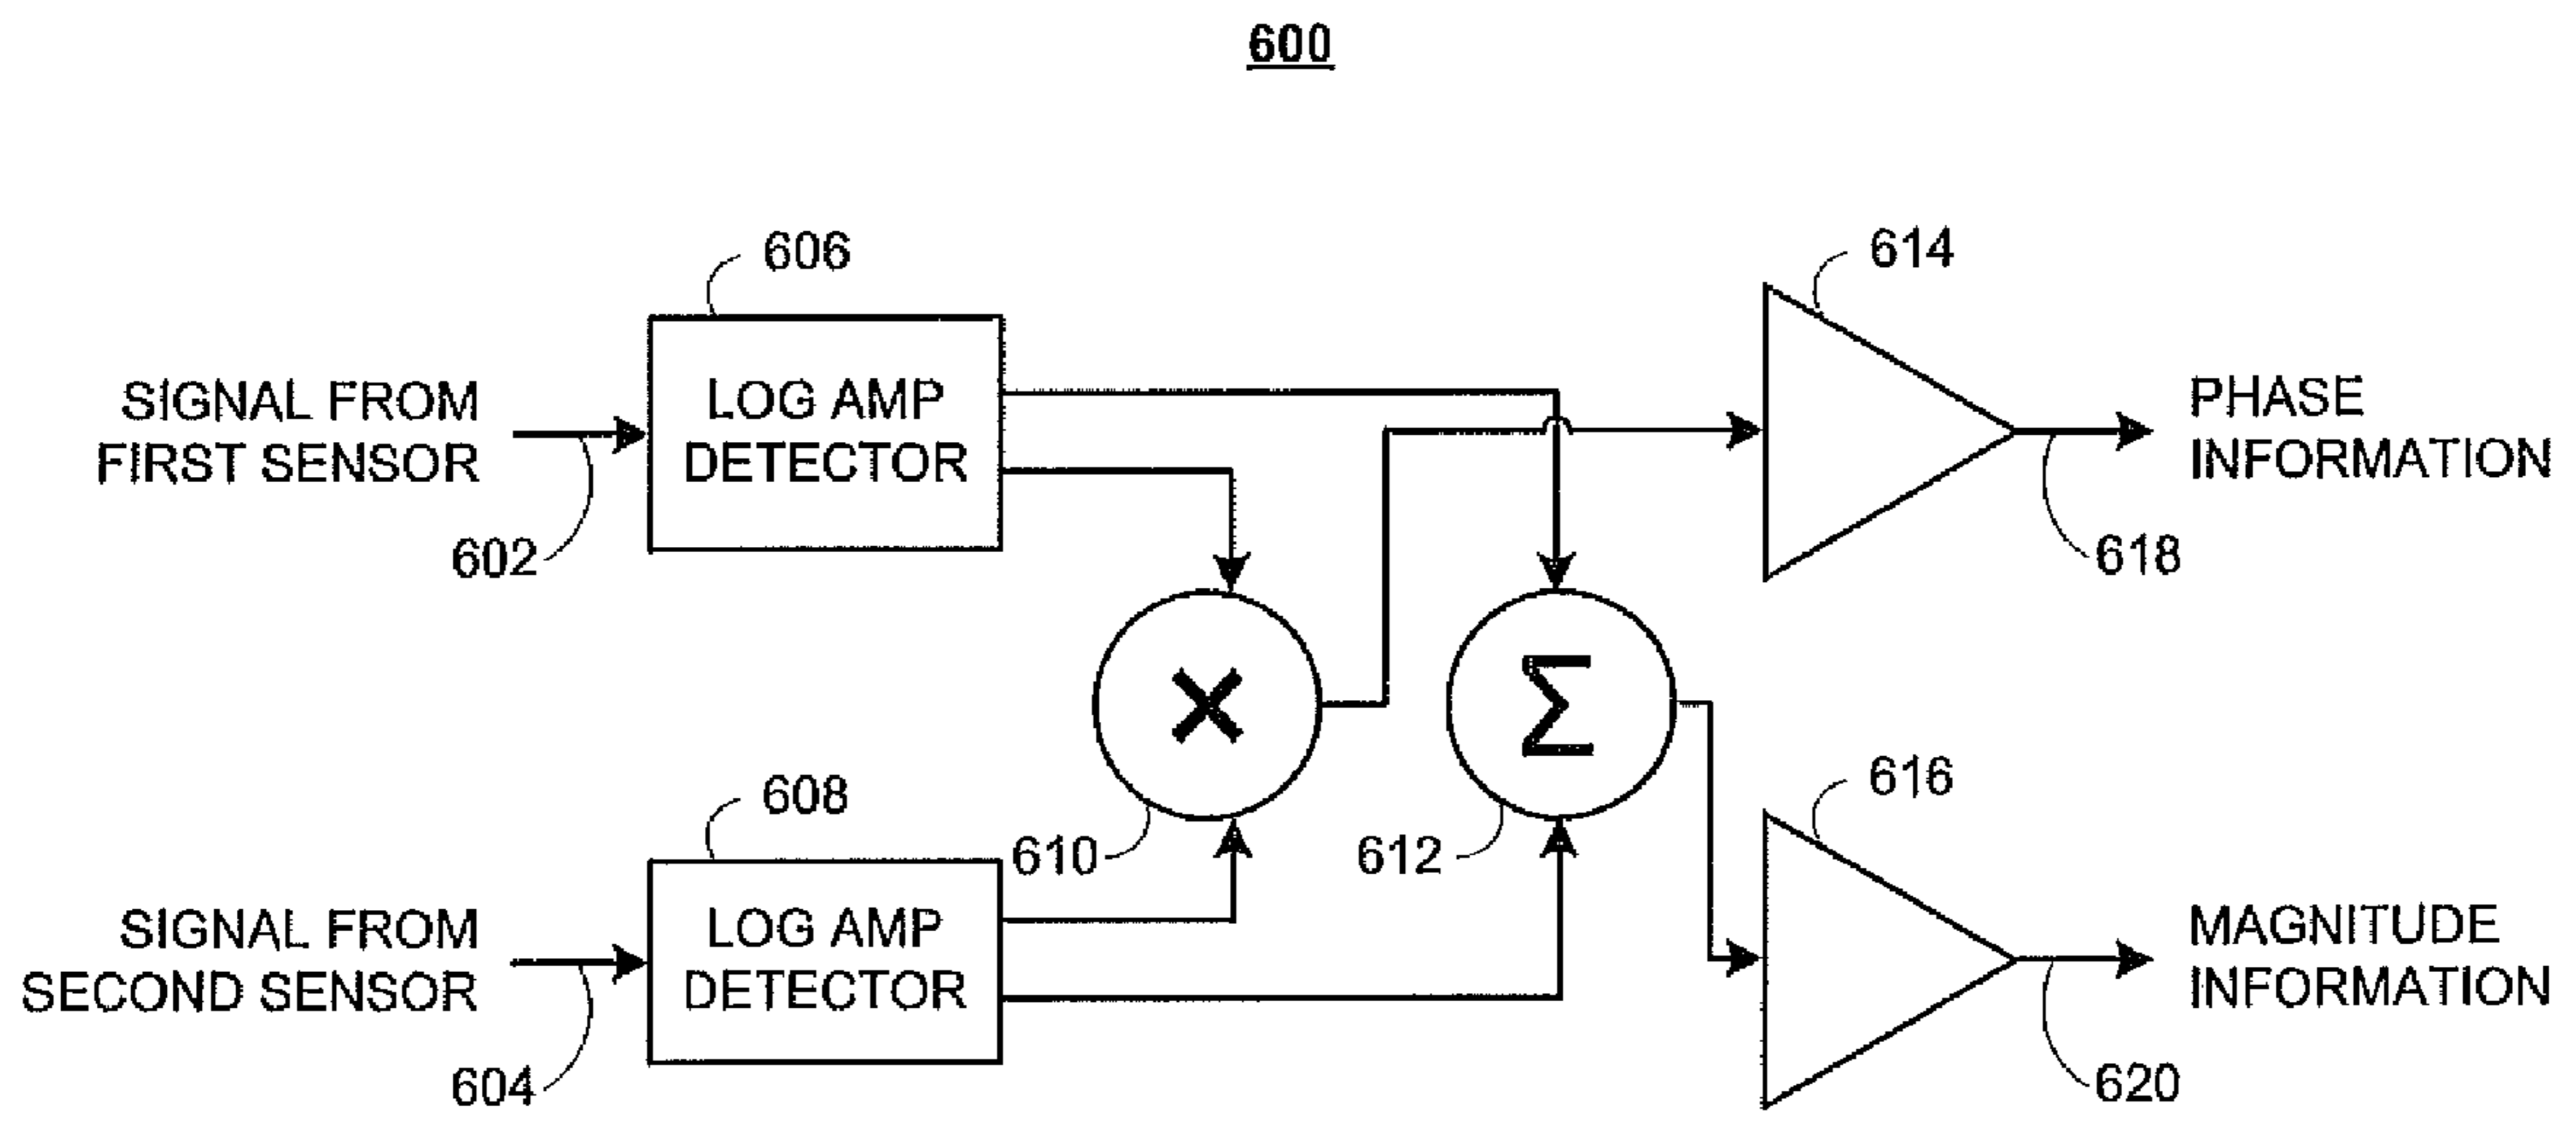 600
606
614
SIGNAL FROM
FIRST SENSOR
LOG AMP
DETECTOR
PHASE
INFORMATION
602
618
×
Σ
608
610
612
616
SIGNAL FROM
SECOND SENSOR
LOG AMP
DETECTOR
MAGNITUDE
INFORMATION
604
620